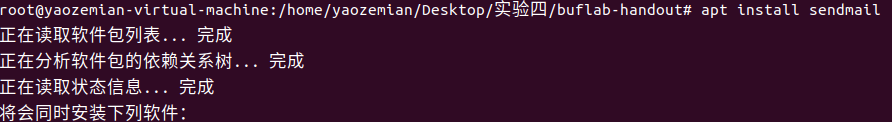 root@yaozemian-virtual-machine:/home/yaozemian/Desktop/实验四/buflab-handout# apt install sendmail
正在读取软件包列表... 完成
正在分析软件包的依赖关系树... 完成
正在读取状态信息... 完成
将会同时安装下列软件：